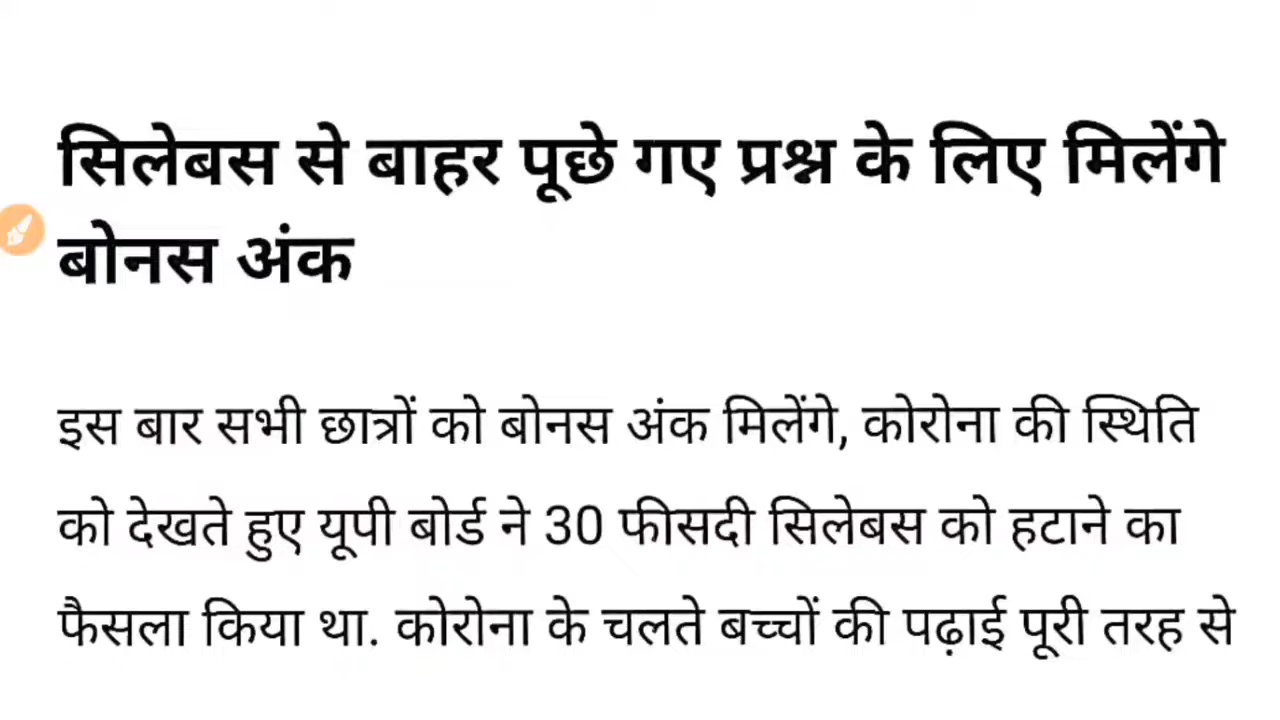 सिलेबस से बाहर पूछे गए प्रश्न के लिए मिलेंगे
बोनस अंक
इस बार सभी छात्रों को बोनस अंक मिलेंगे, कोरोना की स्थिति
को देखते हुए यूपी बोर्ड ने 30 फीसदी सिलेबस को हटाने का
फैसला किया था. कोरोना के चलते बच्चों की पढ़ाई पूरी तरह से